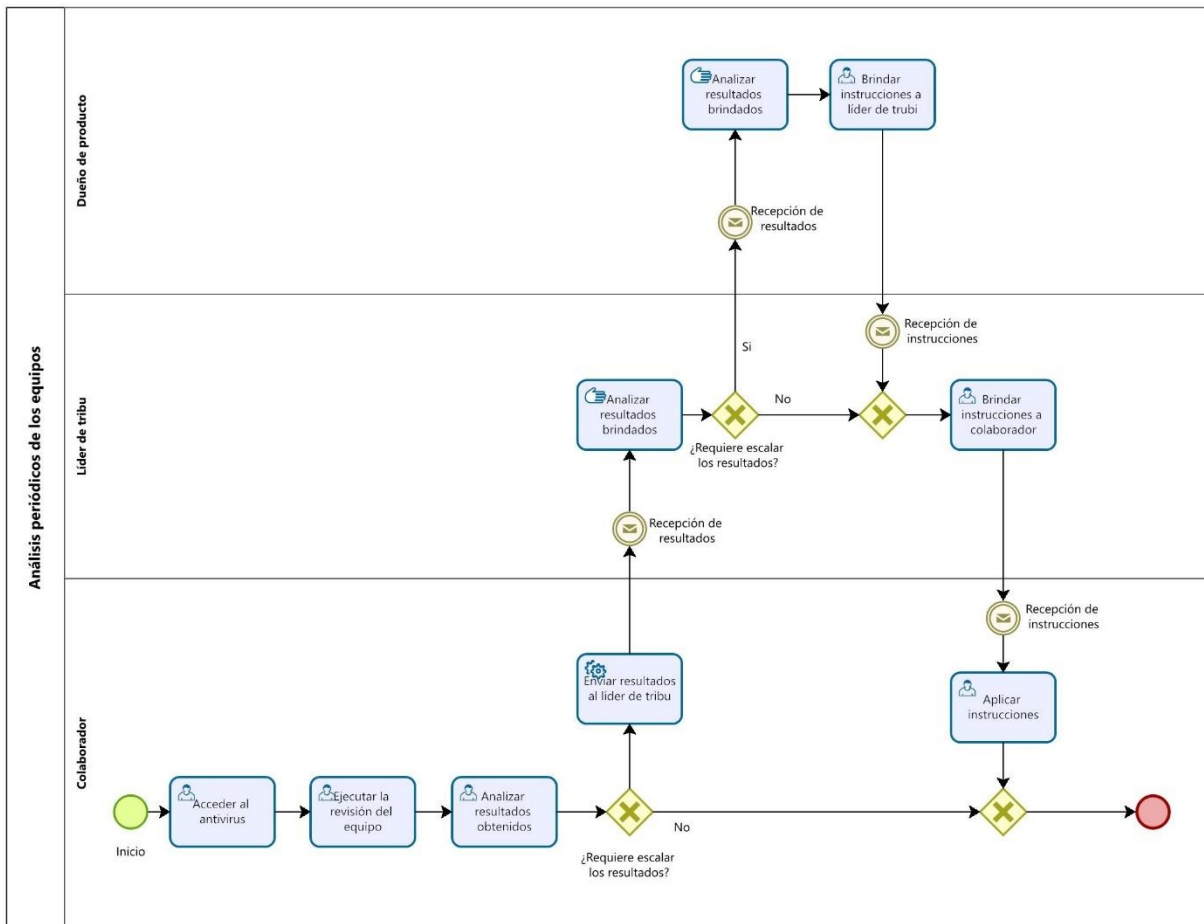 Análisis periódicos de los equipos
Dueño de producto
Analizar
resultados
brindados
Brindar
instrucciones a
líder de trubi
Recepción de
resultados
Líder de tribu
Recepción de
instrucciones
Si
Analizar
resultados
brindados
No
Brindar
instrucciones a
colaborador
¿Requiere escalar
los resultados?
Recepción de
resultados
Colaborador
Recepción de
instrucciones
Enviar resultados
al líder de tribu
Aplicar
instrucciones
Inicio
Acceder al
antivirus
Ejecutar la
revisión del
equipo
Analizar
resultados
obtenidos
No
¿Requiere escalar
los resultados?